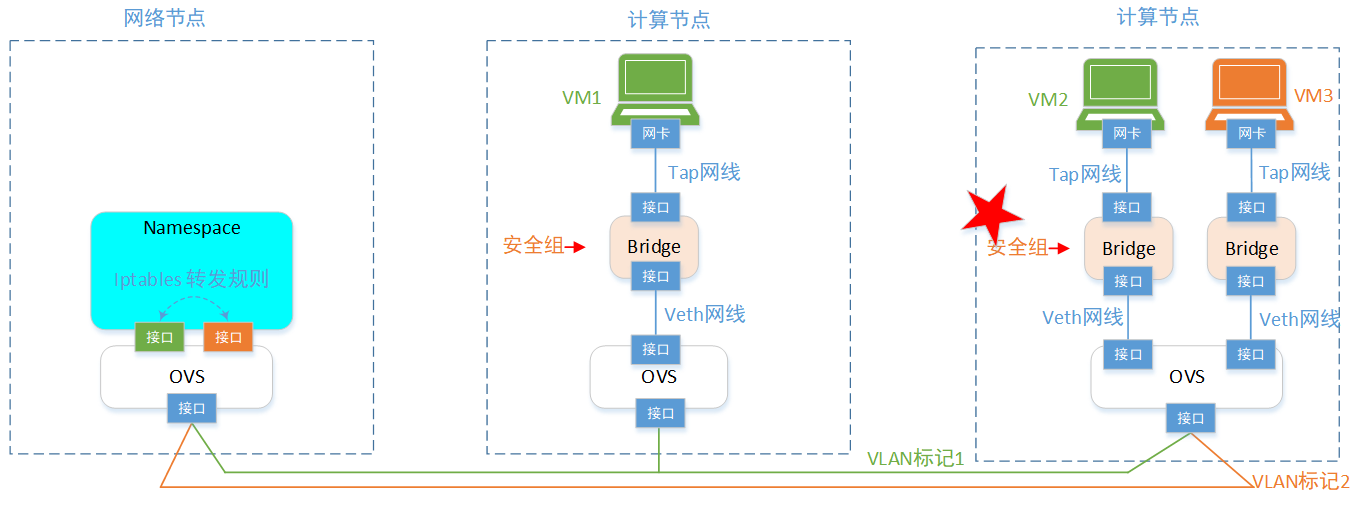 网络节点
Namespace
Iptables 转发规则
接口
接口
OVS
接口
计算节点
VM1
网卡
Tap网线
接口
安全组
Bridge
接口
Veth网线
接口
OVS
接口
计算节点
VM2
VM3
网卡
网卡
Tap网线
Tap网线
接口
接口
安全组
Bridge
Bridge
接口
接口
Veth网线
Veth网线
接口
接口
OVS
接口
VLAN标记1
VLAN标记2